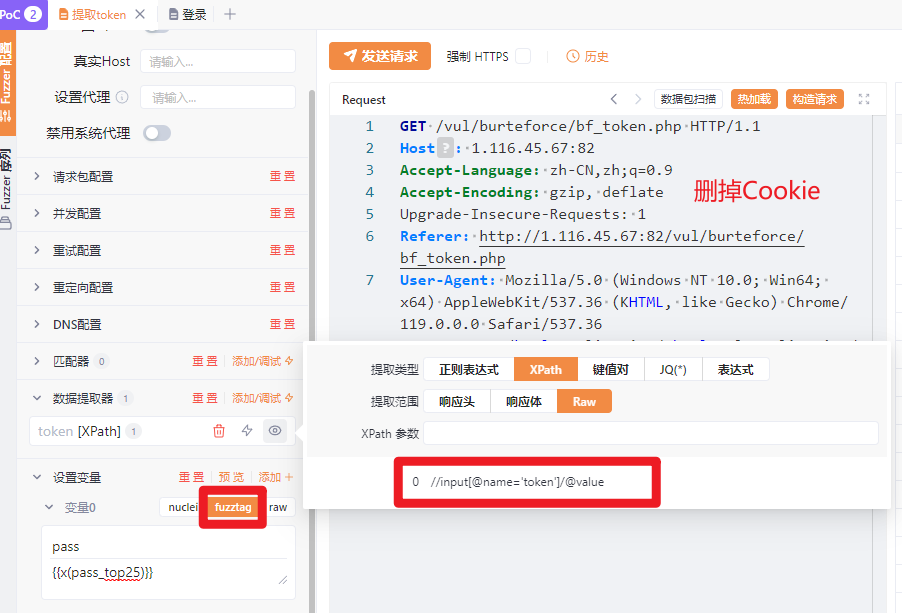 PoC 2
提取token
登录
Fuzzer 配置
Fuzzer 序列
真实Host 请输入...
设置代理 请输入...
禁用系统代理
请求包配置 重置
并发配置 重置
重试配置 重置
重定向配置 重置
DNS配置 重置
匹配器 0 重置 添加/调试
数据提取器 1 重置 添加/调试
token [XPath] 1
设置变量 重置 预览 添加
变量0 nuclei fuzztag raw
pass
{{x(pass_top25)}}
发送请求 强制 HTTPS 历史
Request 数据包扫描 热加载 构造请求
1 GET /vul/burteforce/bf_token.php HTTP/1.1
2 Host ? : 1.116.45.67:82
3 Accept-Language: zh-CN,zh;q=0.9
4 Accept-Encoding: gzip, deflate
删掉Cookie
5 Upgrade-Insecure-Requests: 1
6 Referer: http://1.116.45.67:82/vul/burteforce/
bf_token.php
7 User-Agent: Mozilla/5.0 (Windows NT 10.0; Win64;
x64) AppleWebKit/537.36 (KHTML, like Gecko) Chrome/
119.0.0.0 Safari/537.36
提取类型 正则表达式 XPath 键值对 JQ(*) 表达式
提取范围 响应头 响应体 Raw
XPath 参数
0 //input[@name='token']/@value